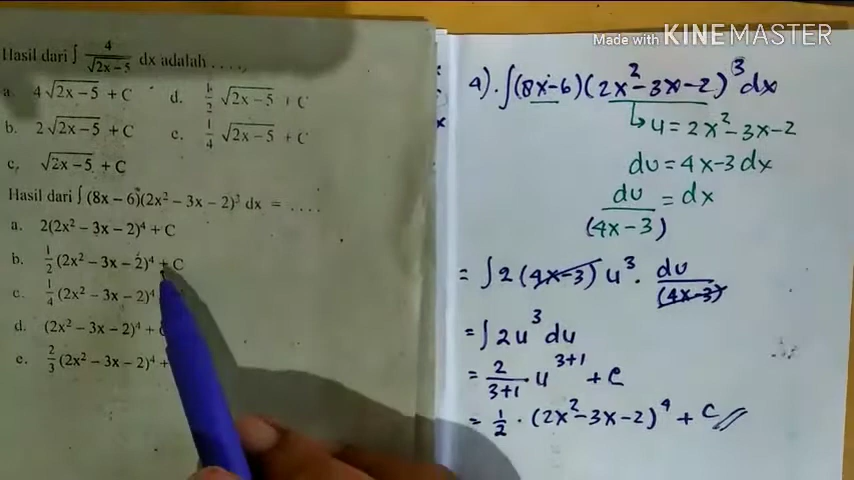 Made with KINEMASTER
Hasil dari ∫ 4/√2x−5 dx adalah . . . .
a. 4√2x−5 + C d. 1/2 √2x−5 + C
b. 2√2x−5 + C e. 1/4 √2x−5 + C
c, √2x−5 + C
Hasil dari ∫ (8x − 6)(2x² − 3x − 2)³ dx = . . . .
a. 2(2x² − 3x − 2)⁴ + C
b. 1/2 (2x² − 3x − 2)⁴ + C
c. 1/4 (2x² − 3x − 2)⁴
d. (2x² − 3x − 2)⁴ +
e. 2/3 (2x² − 3x − 2)⁴ +
4). ∫(8x-6)(2x²-3x-2)³dx
u = 2x²-3x-2
du = 4x-3 dx
du/(4x-3) = dx
= ∫2(4x-3) u³ · du/(4x-3)
= ∫2u³ du
= 2/3+1 · u³⁺¹ + C
= 1/2 · (2x²-3x-2)⁴ + C //